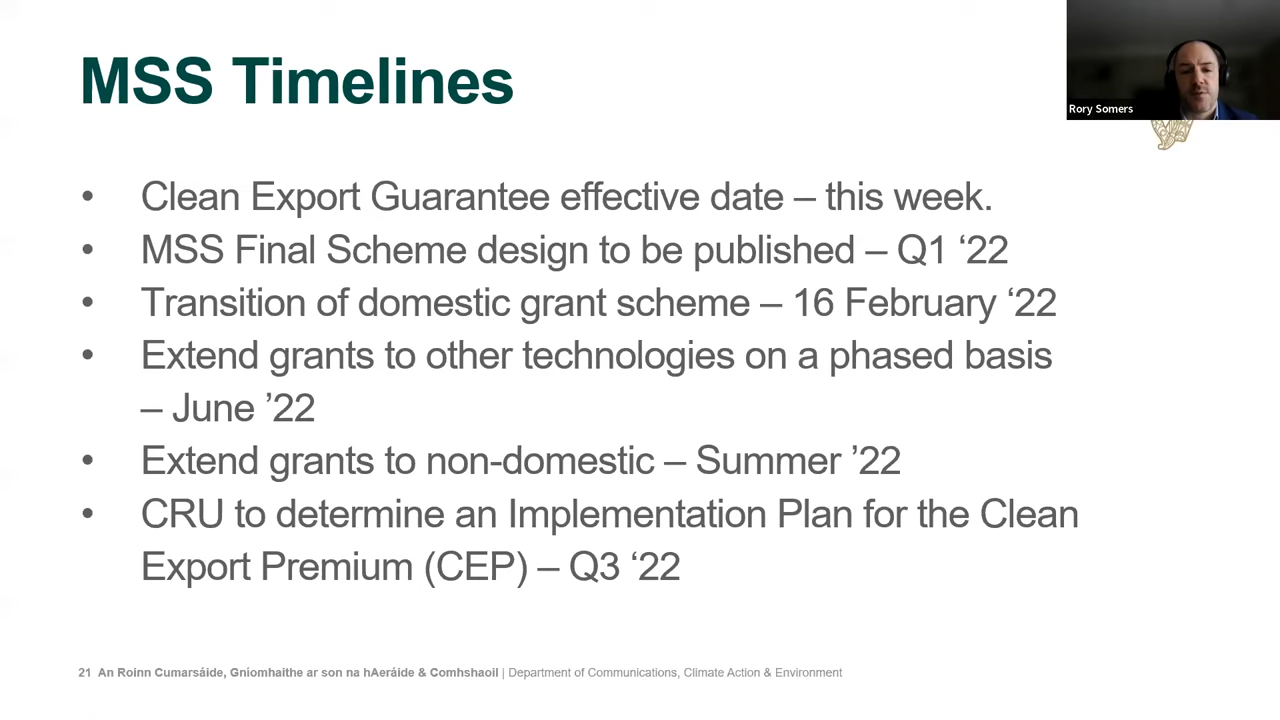 MSS Timelines
Rory Somers
• Clean Export Guarantee effective date – this week.
• MSS Final Scheme design to be published – Q1 ‘22
• Transition of domestic grant scheme – 16 February ‘22
• Extend grants to other technologies on a phased basis
– June ’22
• Extend grants to non-domestic – Summer ’22
• CRU to determine an Implementation Plan for the Clean
Export Premium (CEP) – Q3 ‘22
21 An Roinn Cumarsáide, Gníomhaithe ar son na hAeráide & Comhshaoil | Department of Communications, Climate Action & Environment